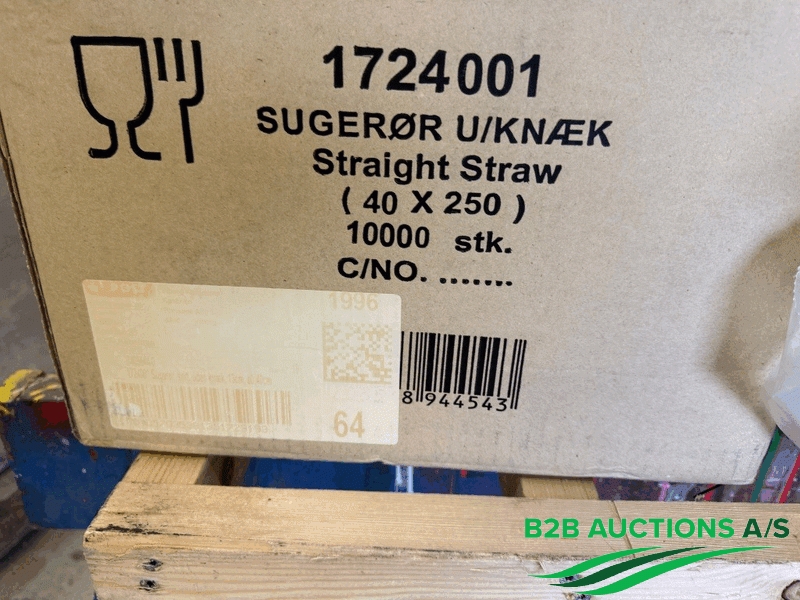 1724001
SUGERØR U/KNÆK
Straight Straw
( 40 X 250 )
10000 stk.
C/NO. .......
1996
64
8 944543
B2B AUCTIONS A/S